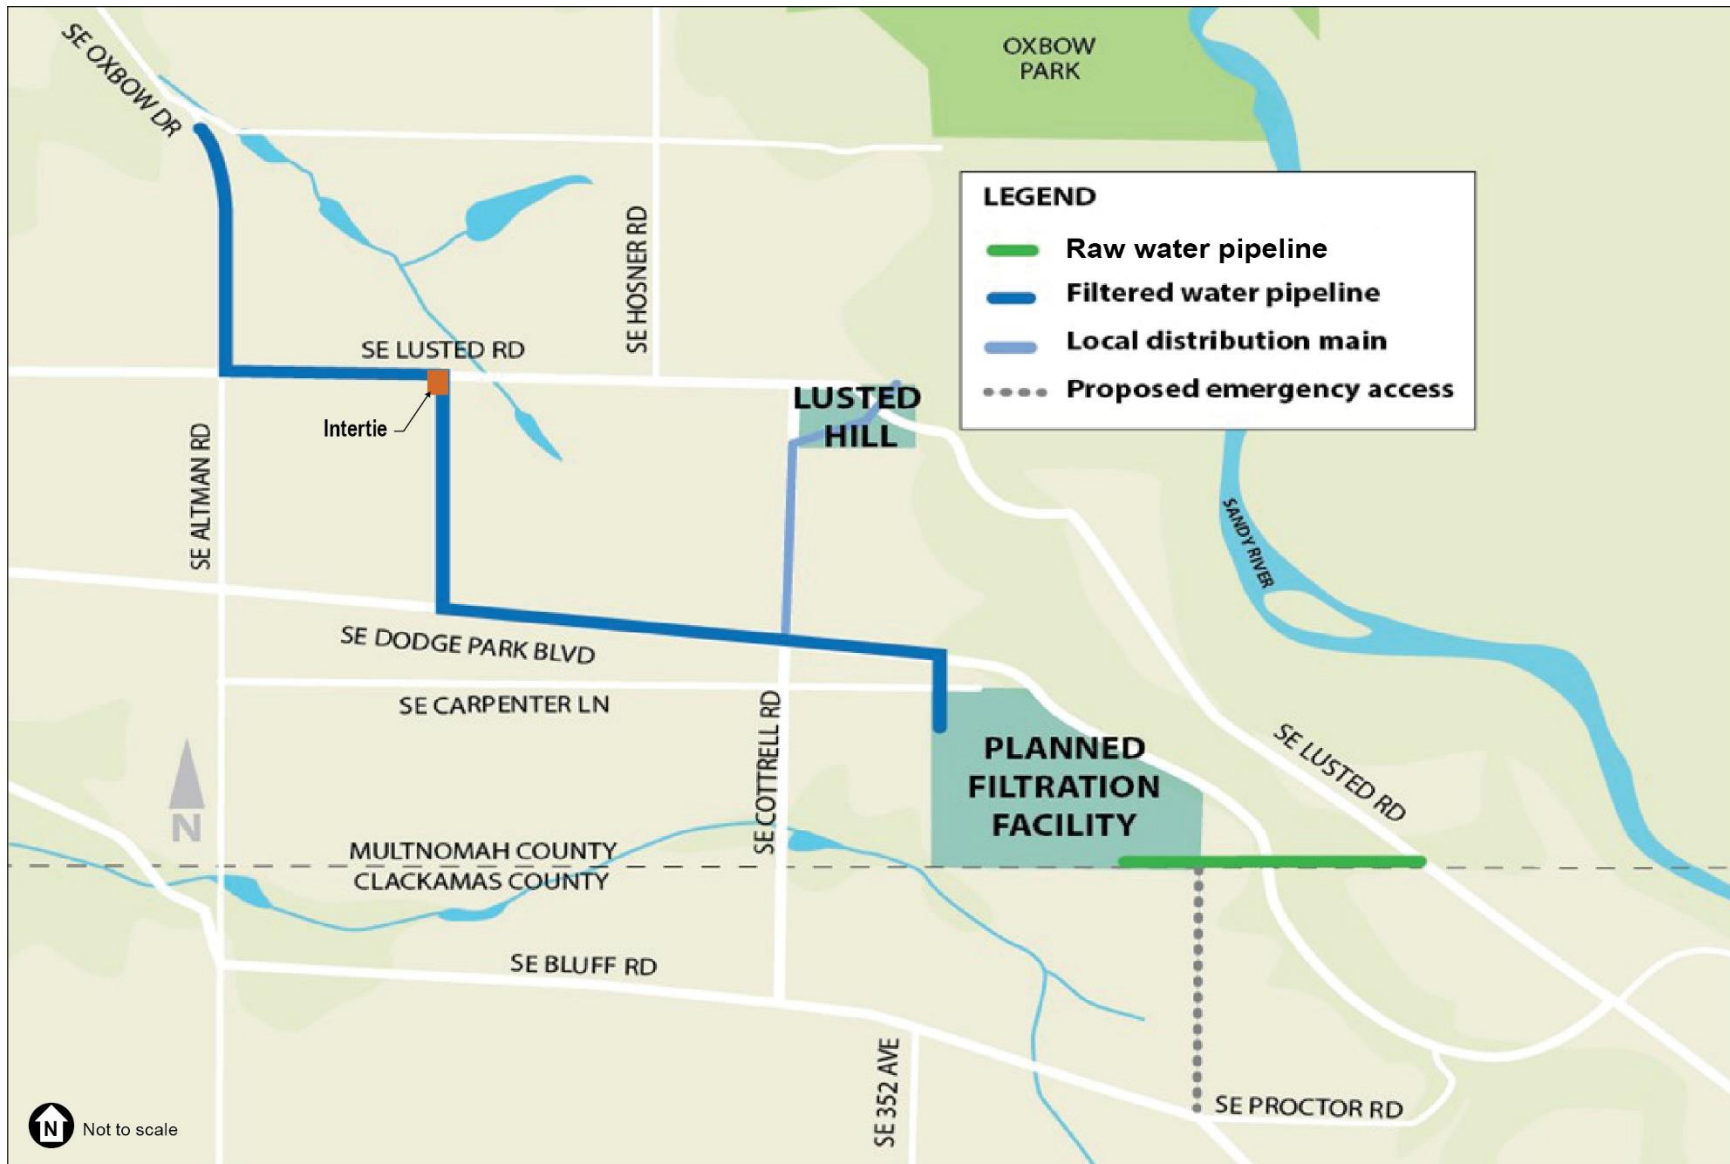 SE OXBOW DR
OXBOW
PARK
LEGEND
Raw water pipeline
Filtered water pipeline
Local distribution main
Proposed emergency access
SE HOSNER RD
SE LUSTED RD
Intertie
LUSTED
HILL
SE ALTMAN RD
SANDY RIVER
SE DODGE PARK BLVD
SE CARPENTER LN
SE COTTRELL RD
PLANNED
FILTRATION
FACILITY
SE LUSTED RD
N
MULTNOMAH COUNTY
CLACKAMAS COUNTY
SE BLUFF RD
SE 352 AVE
SE PROCTOR RD
N
Not to scale